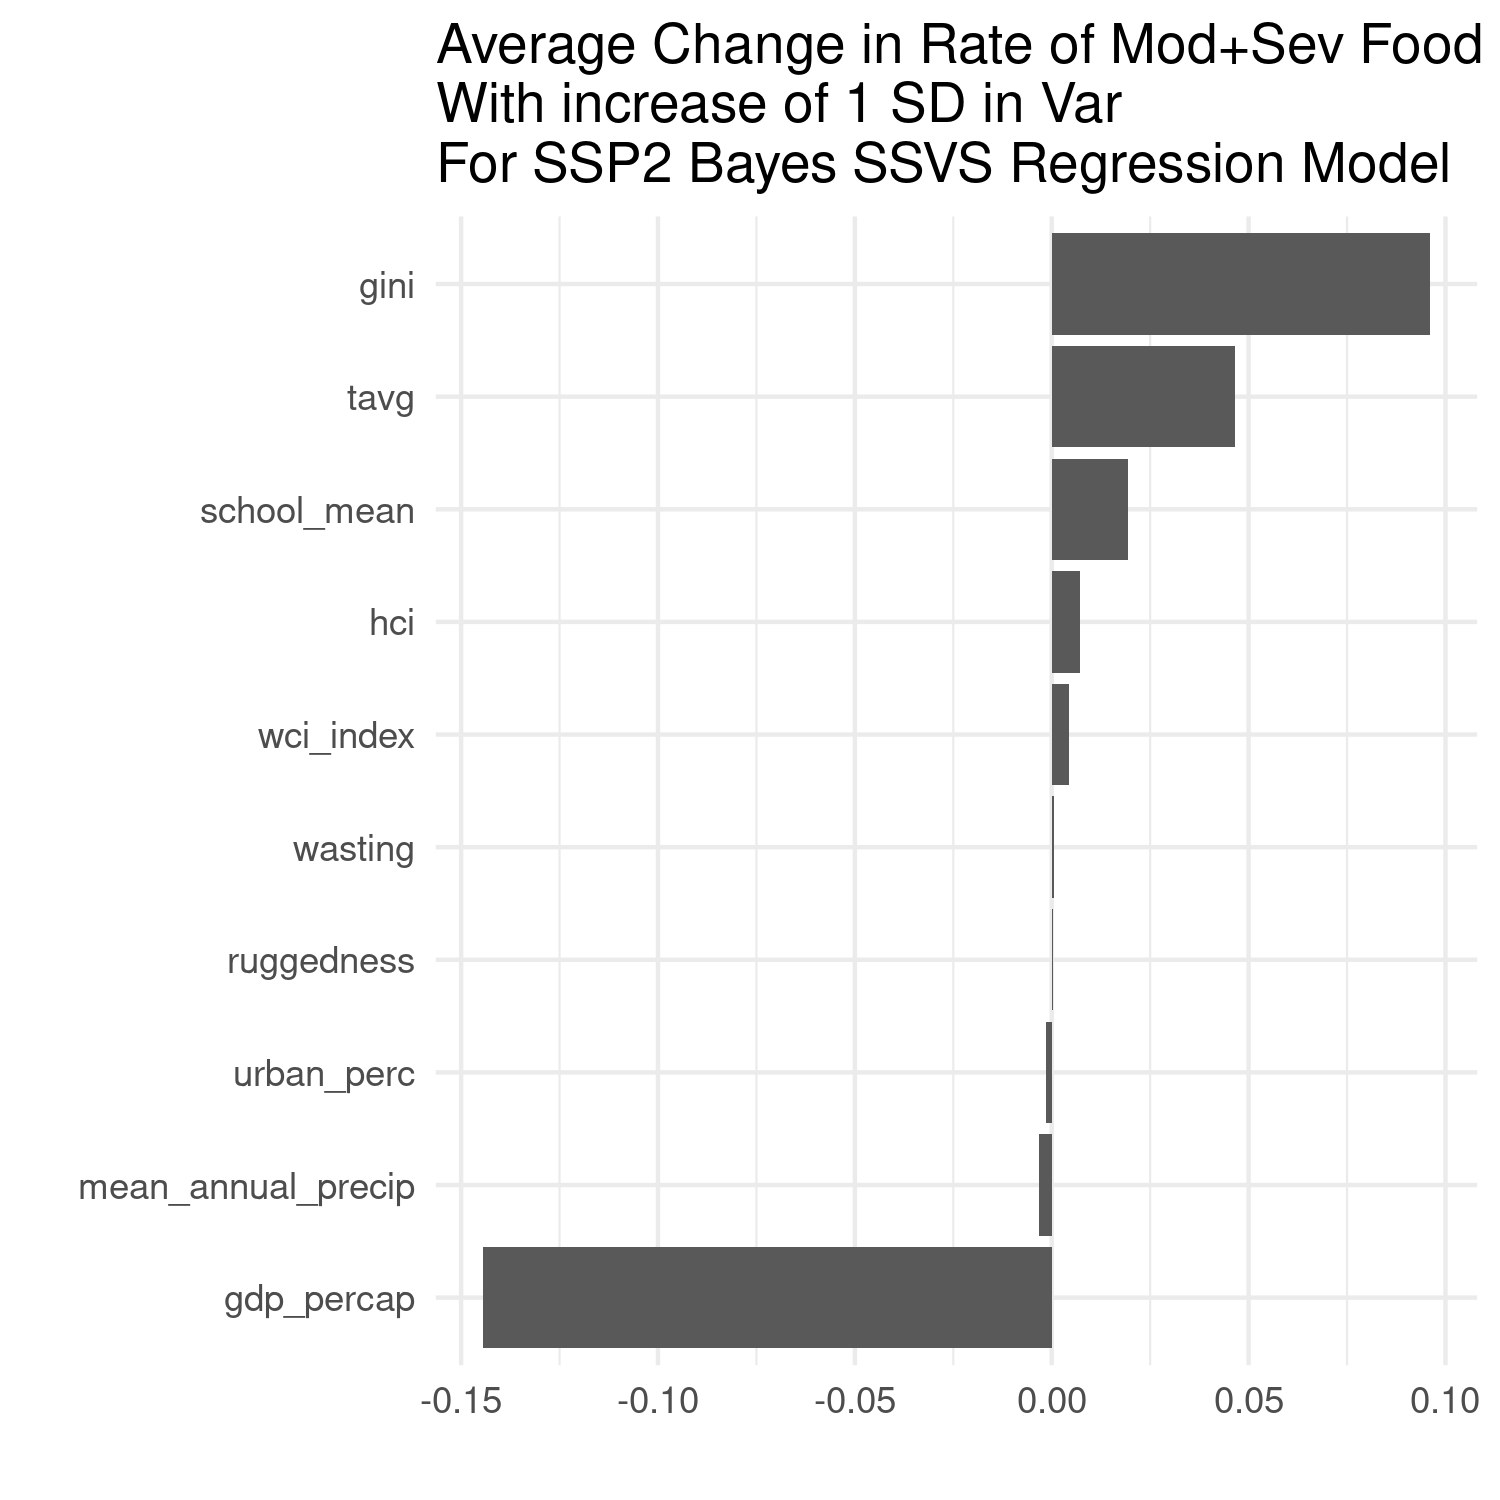 Average Change in Rate of Mod+Sev Food
With increase of 1 SD in Var
For SSP2 Bayes SSVS Regression Model
gini
tavg
school_mean
hci
wci_index
wasting
ruggedness
urban_perc
mean_annual_precip
gdp_percap
-0.15 -0.10 -0.05 0.00 0.05 0.10